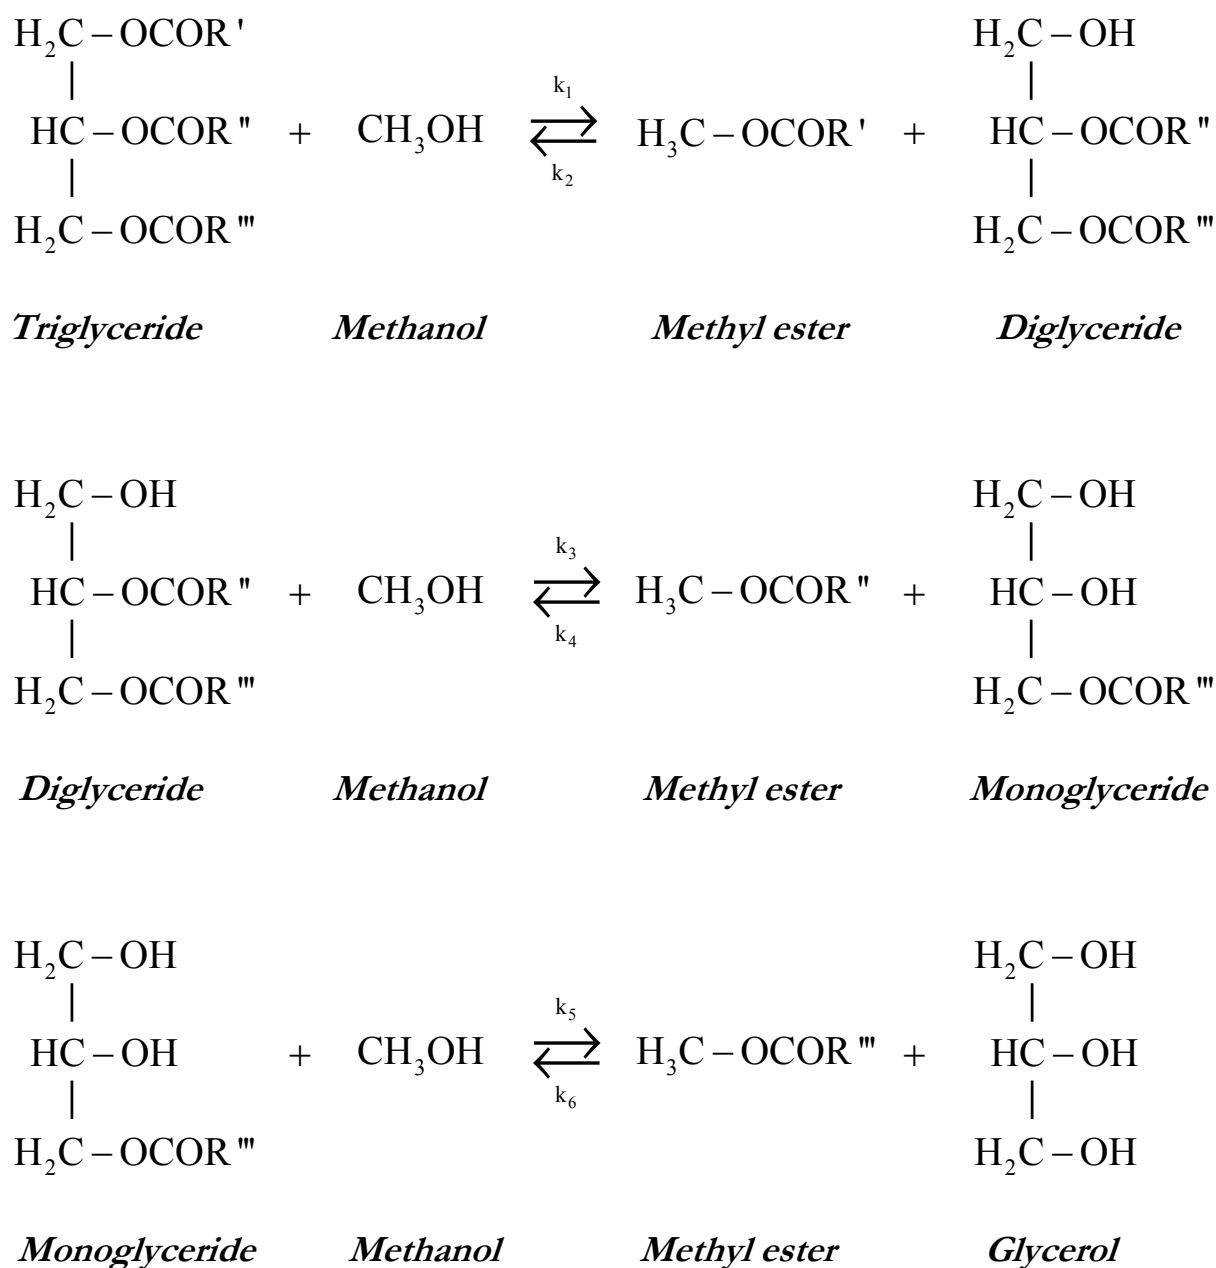 H₂C – OCOR ' H₂C – OH
| k₁ |
HC – OCOR " + CH₃OH ⇌ H₃C – OCOR ' + HC – OCOR "
| k₂ |
H₂C – OCOR "' H₂C – OCOR "'
Triglyceride Methanol Methyl ester Diglyceride
H₂C – OH H₂C – OH
| k₃ |
HC – OCOR " + CH₃OH ⇌ H₃C – OCOR " + HC – OH
| k₄ |
H₂C – OCOR "' H₂C – OCOR "'
Diglyceride Methanol Methyl ester Monoglyceride
H₂C – OH H₂C – OH
| k₅ |
HC – OH + CH₃OH ⇌ H₃C – OCOR "' + HC – OH
| k₆ |
H₂C – OCOR "' H₂C – OH
Monoglyceride Methanol Methyl ester Glycerol